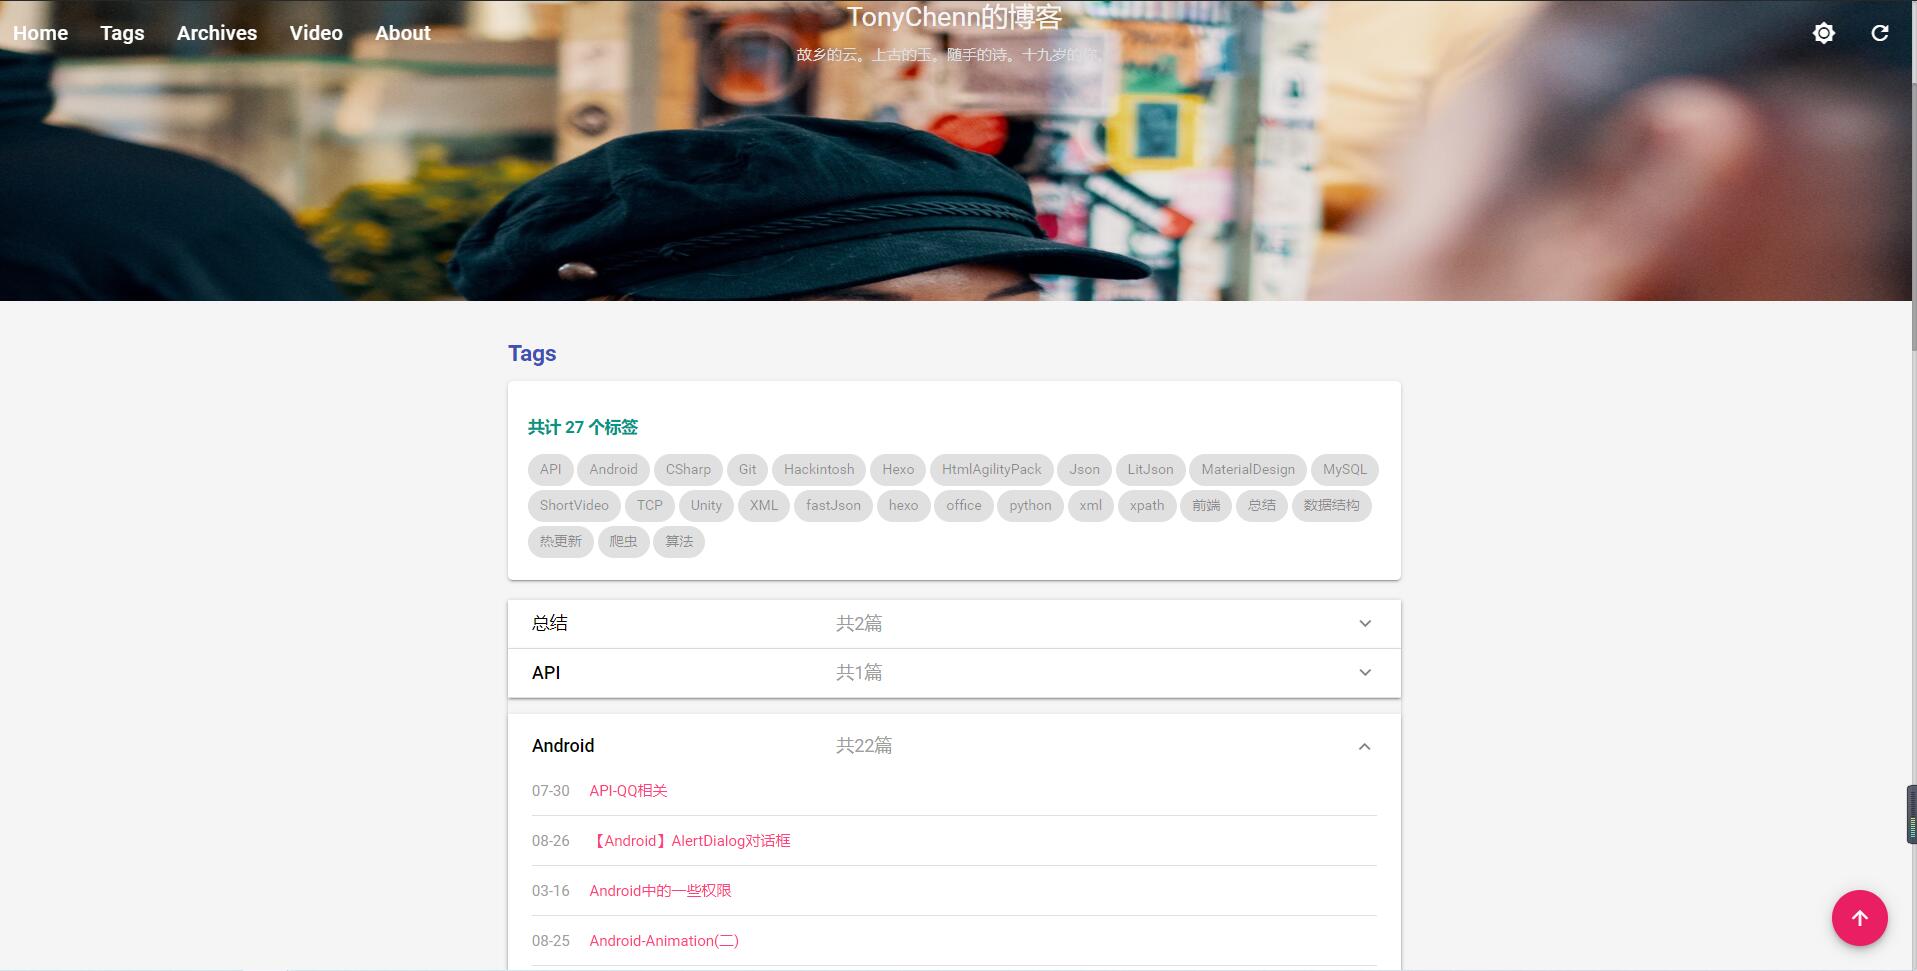 TonyChenn的博客
Home Tags Archives Video About
故乡的云。上古的玉。随手的诗。十九岁的你。
Tags
共计 27 个标签
API Android CSharp Git Hackintosh Hexo HtmlAgilityPack Json LitJson MaterialDesign MySQL
ShortVideo TCP Unity XML fastJson hexo office python xml xpath 前端 总结 数据结构
热更新 爬虫 算法
总结 共2篇
API 共1篇
Android 共22篇
07-30 API-QQ相关
08-26 【Android】AlertDialog对话框
03-16 Android中的一些权限
08-25 Android-Animation(二)